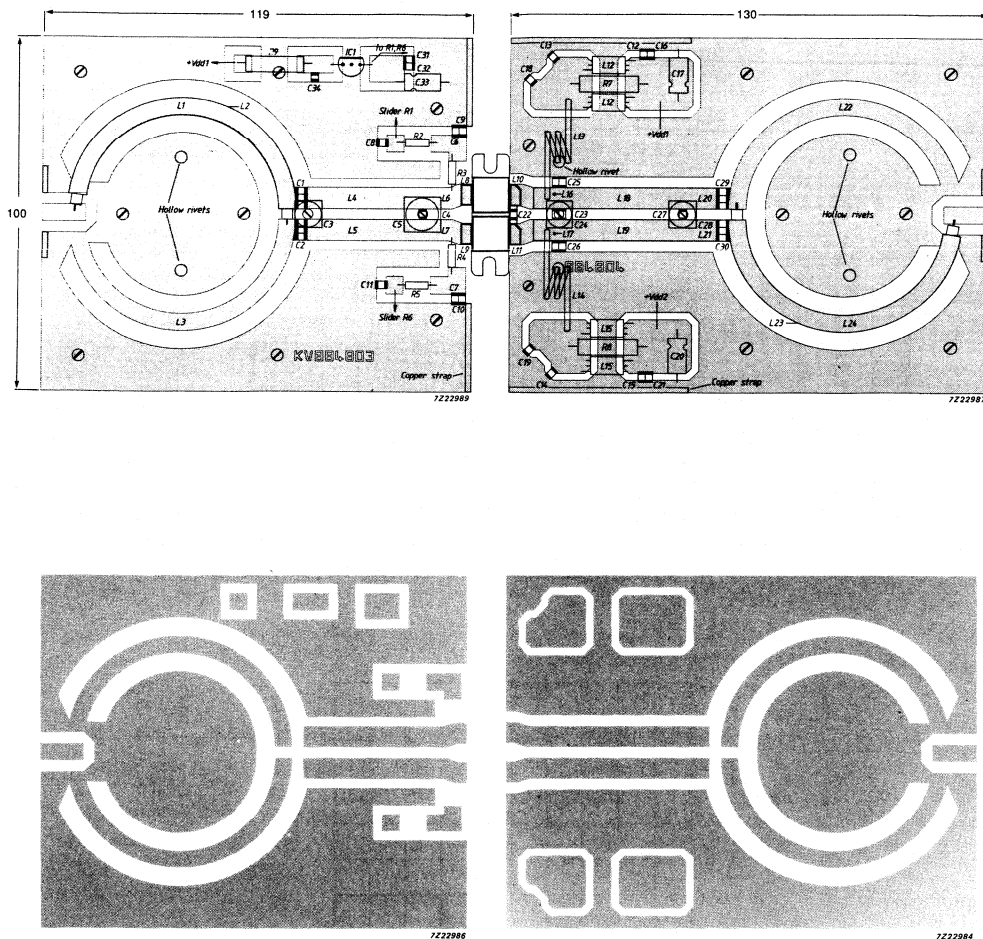 119
130
100
+Vdd1
C34
IC1
to R1,R6
C31
C32
C33
L1
L2
Slider R1
C9
C8
R2
C6
R3
Hollow rivets
C1
L4
L6
L8
C3
C5
C4
L5
L7
C2
L9
R4
L3
C11
R5
C7
C10
Slider R6
KV884803
Copper strap
7Z22989
C13
C12
C16
L12
C18
R7
C17
L12
+Vdd1
L13
L22
Hollow rivet
L10
C25
C29
L16
L18
L20
C22
C23
C27
Hollow rivets
C24
C28
L17
L19
L21
L11
C26
C30
L14
+Vdd2
L23
L24
L15
R8
C19
L15
C20
C14
C15
C21
Copper strap
7Z22987
7Z22986
7Z22984